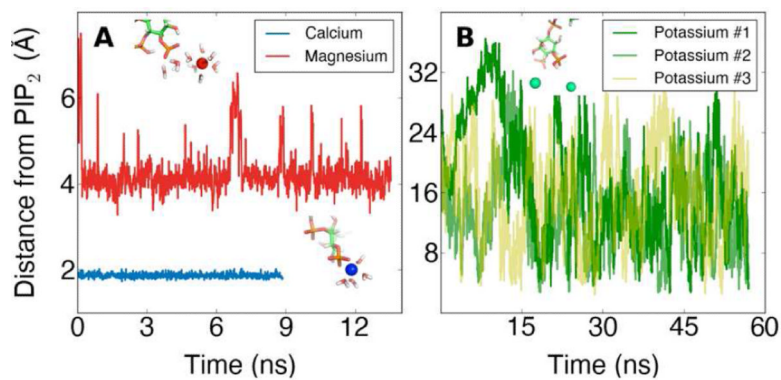 A
Calcium
Magnesium
Distance from PIP₂ (Å)
6
4
2
0 3 6 9 12
Time (ns)
B
Potassium #1
Potassium #2
Potassium #3
32
24
16
8
15 30 45 60
Time (ns)